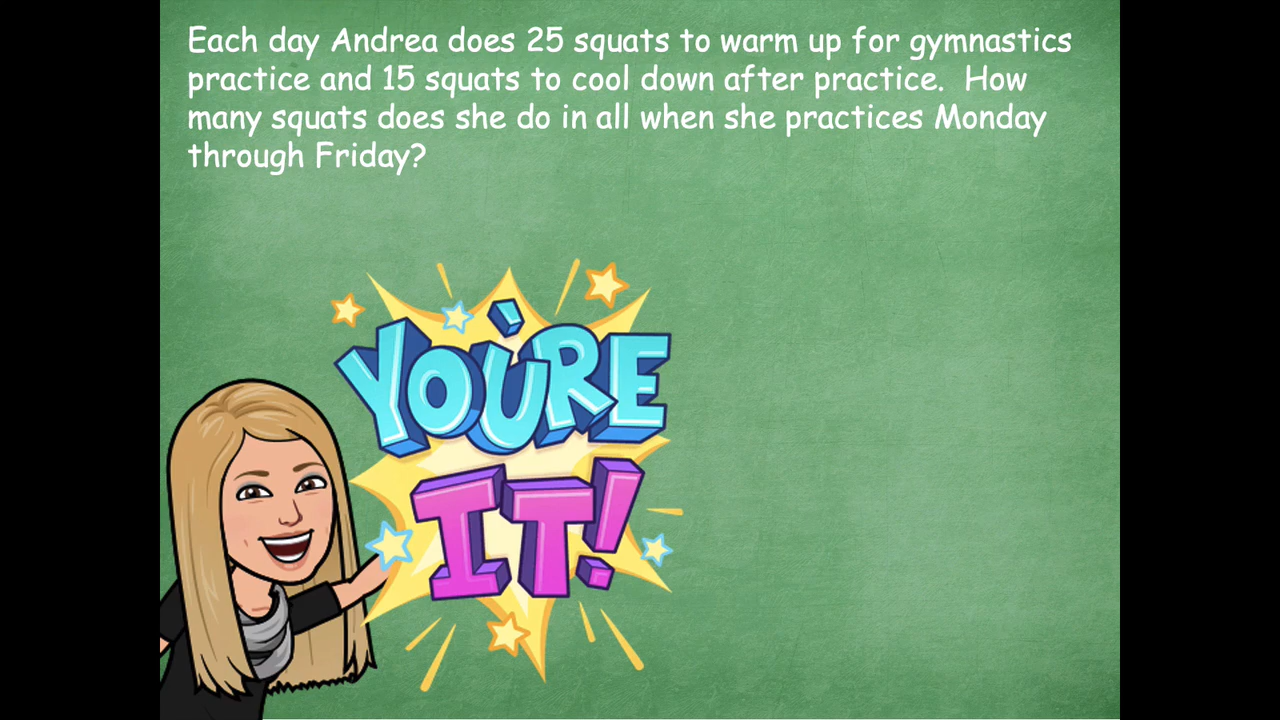 Each day Andrea does 25 squats to warm up for gymnastics
practice and 15 squats to cool down after practice.  How
many squats does she do in all when she practices Monday
through Friday?
YOU'RE
IT!